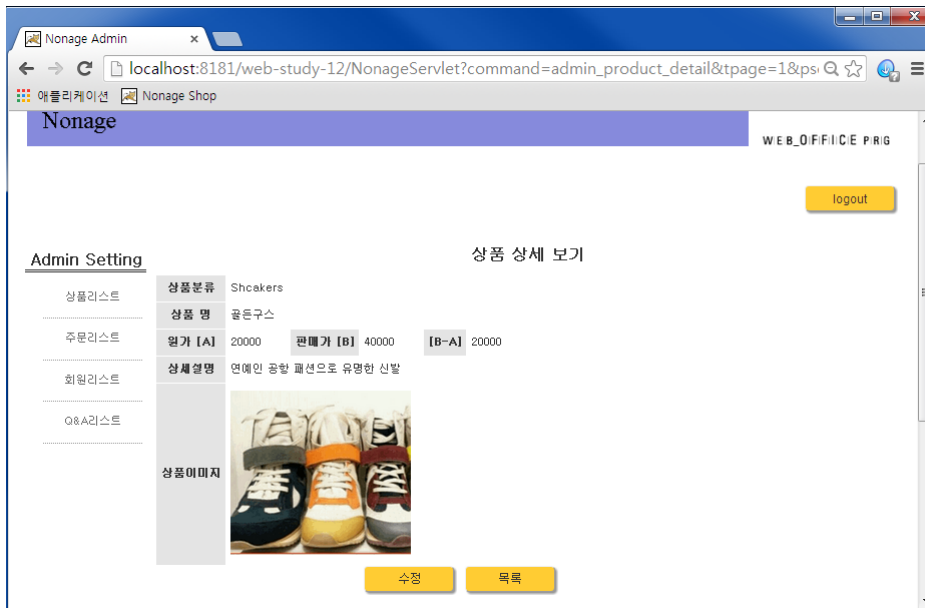 Nonage Admin
localhost:8181/web-study-12/NonageServlet?command=admin_product_detail&tpage=1&ps
애플리케이션 Nonage Shop
Nonage
WEB_OFFICE PRG
logout
상품 상세 보기
Admin Setting
상품리스트
주문리스트
회원리스트
Q&A리스트
상품분류 Shcakers
상품 명 골든구스
원가 [A] 20000 판매가 [B] 40000 [B-A] 20000
상세설명 연예인 공항 패션으로 유명한 신발
상품이미지
수정 목록